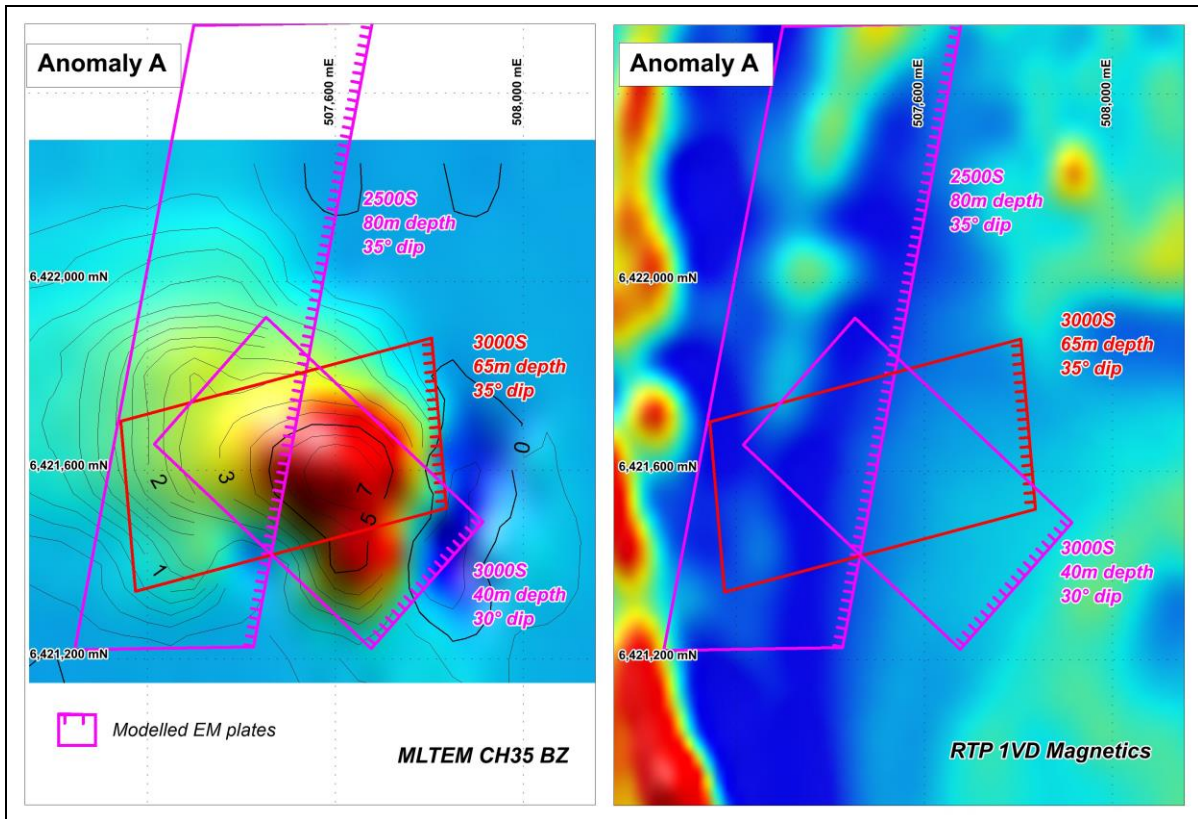 Anomaly A
507,600 mE
508,000 mE
2500S
80m depth
35° dip
6,422,000 mN
3000S
65m depth
35° dip
0
2
3
7
6,421,600 mN
5
1
3000S
40m depth
30° dip
6,421,200 mN
Modelled EM plates
MLTEM CH35 BZ
Anomaly A
507,600 mE
508,000 mE
2500S
80m depth
35° dip
6,422,000 mN
3000S
65m depth
35° dip
6,421,600 mN
3000S
40m depth
30° dip
6,421,200 mN
RTP 1VD Magnetics